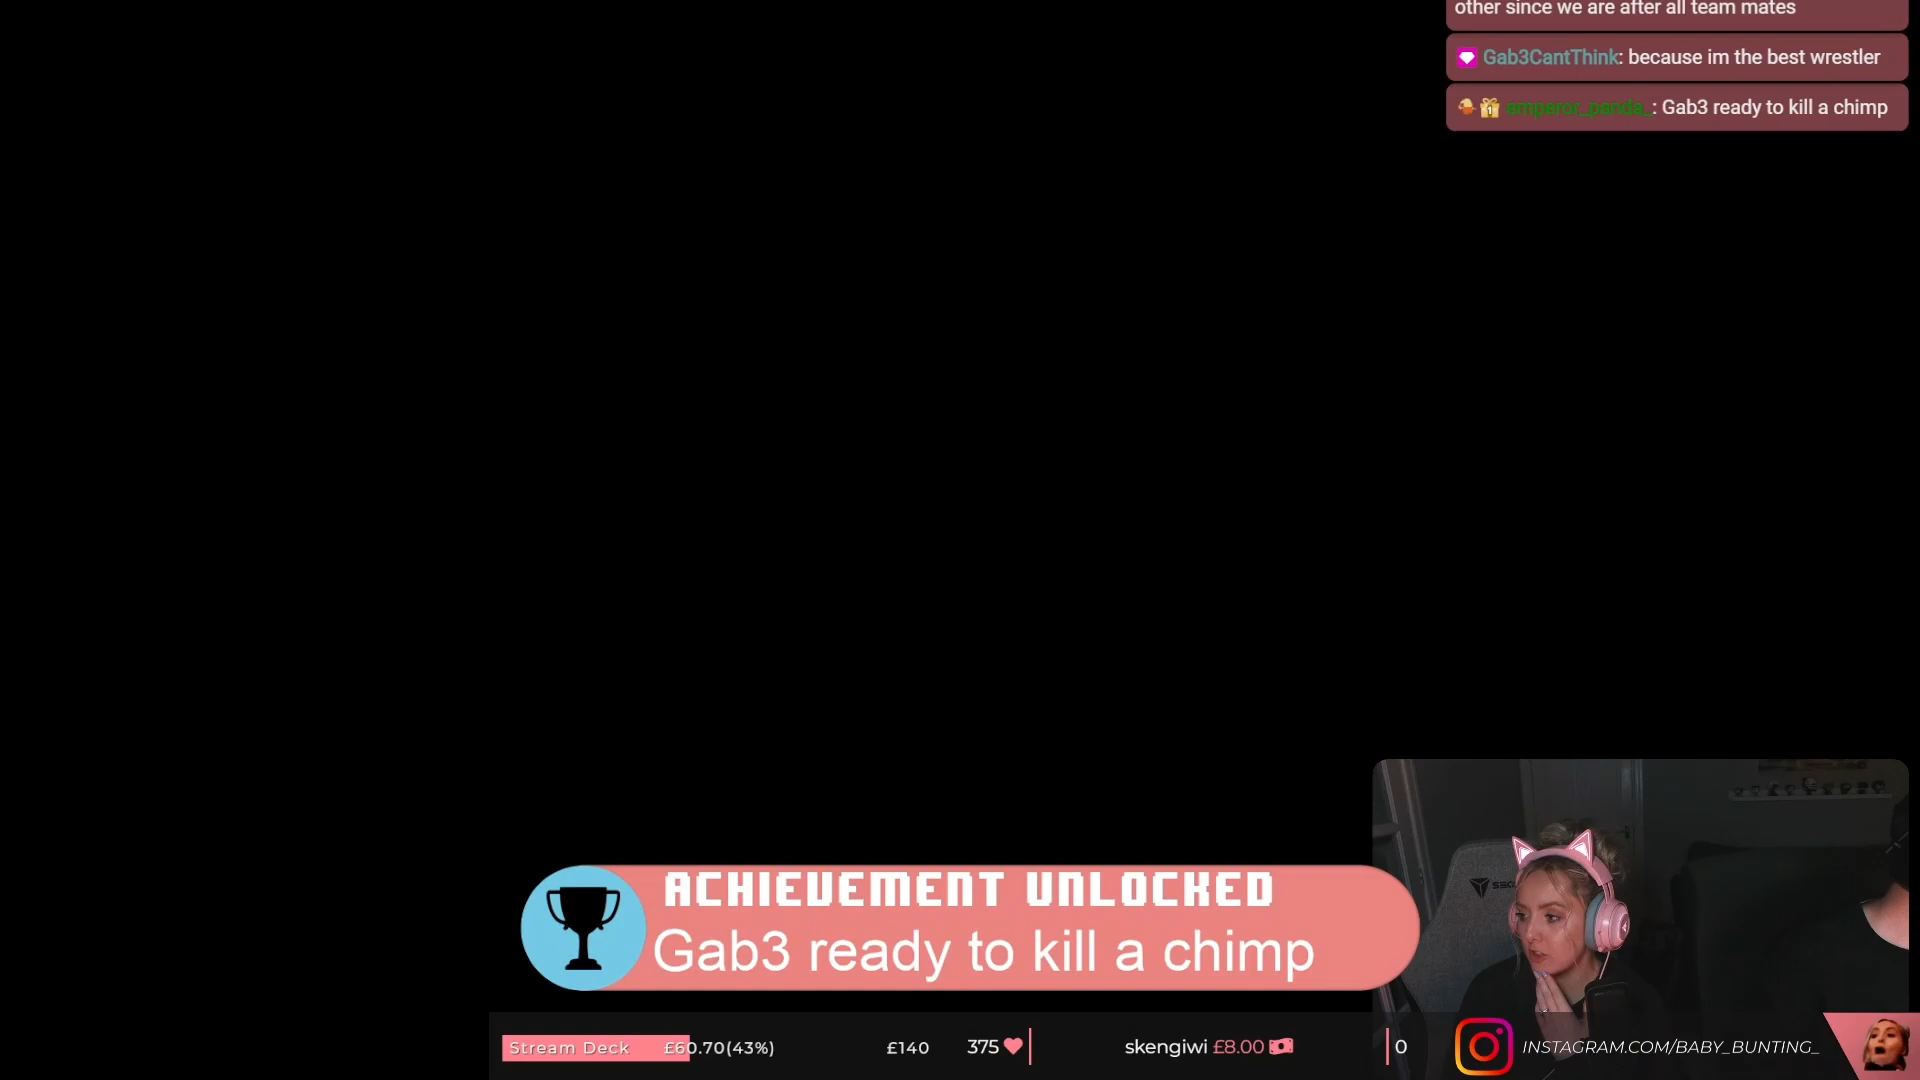 other since we are after all team mates
Gab3CantThink: because im the best wrestler
emperor_panda_: Gab3 ready to kill a chimp
ACHIEVEMENT UNLOCKED
Gab3 ready to kill a chimp
Stream Deck £60.70(43%) £140 375 skengiwi £8.00 0 INSTAGRAM.COM/BABY_BUNTING_